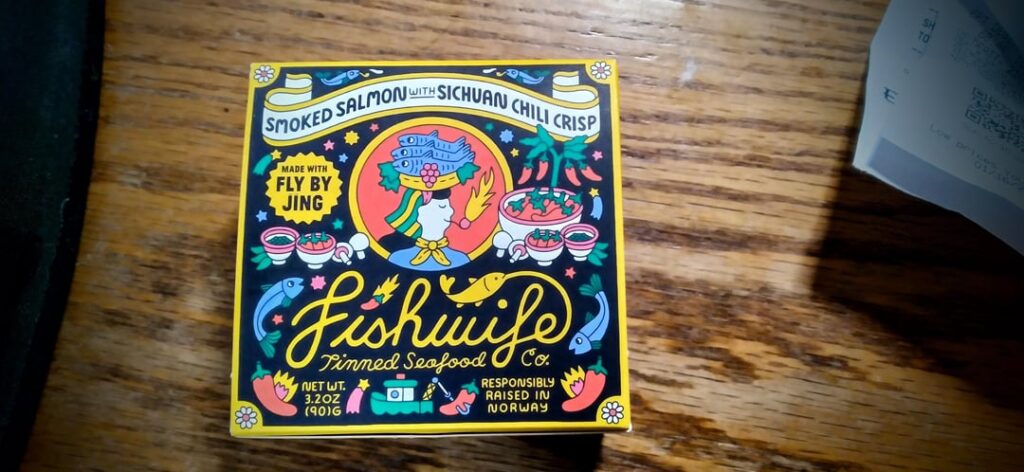 SMOKED SALMON WITH SICHUAN CHILI CRISP
MADE WITH
FLY BY
JING
Fishwife
Tinned Seafood Co.
NET WT.
3.2OZ
(90)G
RESPONSIBLY
RAISED IN
NORWAY